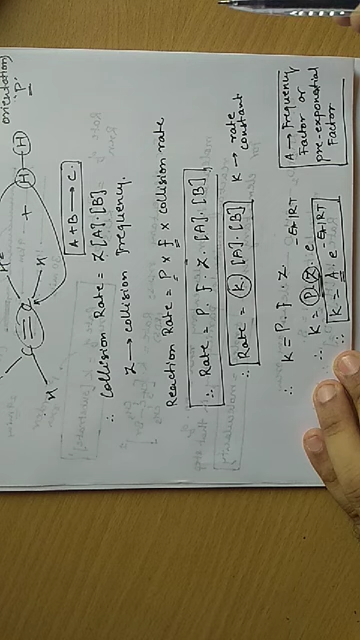 orientation
'P'
H H
C = C + H - H
A + B → C.
∴ Collision Rate = Z [A]·[B].
Z → collision frequency.
Reaction Rate = P x f x collision rate
∴ Rate = P. f. Z. [A]. [B].
∴ Rate = (k) [A]. [B]
K → rate constant
∴ K = P. f. Z
∴ K = P.Z. e^-Ea/RT
∴ K = A. e^-Ea/RT
A → Frequency
Factor or
pre-exponential
Factor